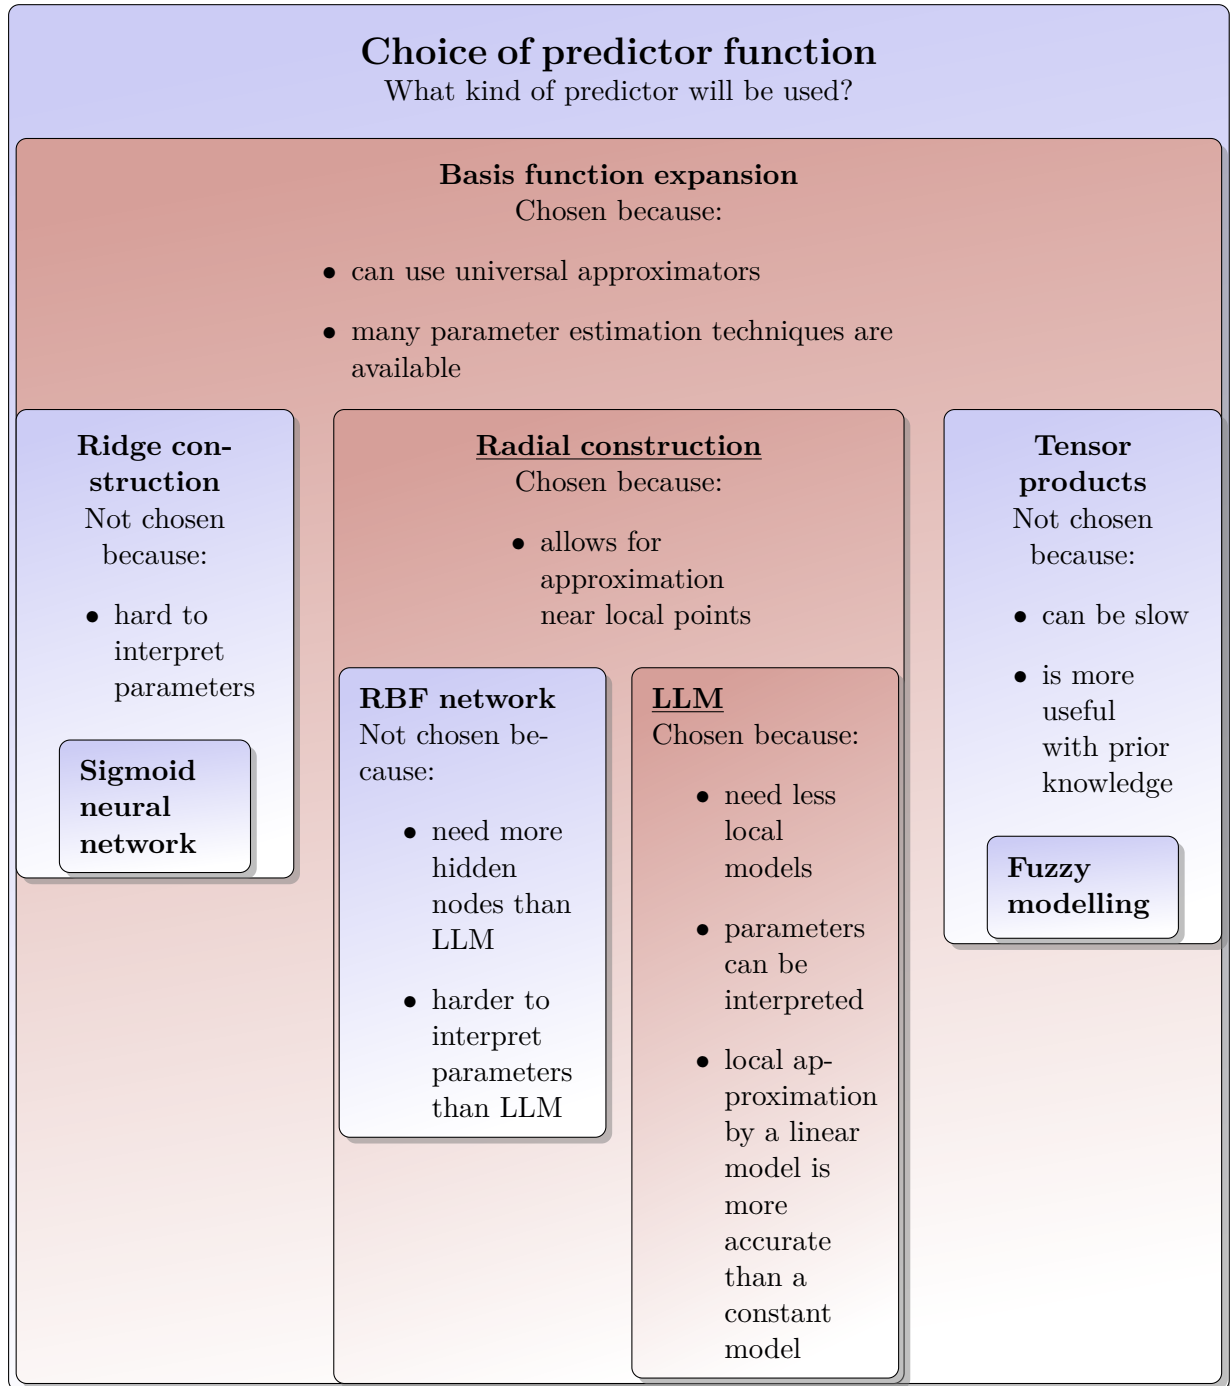 Choice of predictor function
What kind of predictor will be used?
Basis function expansion
Chosen because:
• can use universal approximators
• many parameter estimation techniques are
available
Ridge con-
struction
Not chosen
because:
• hard to
interpret
parameters
Sigmoid
neural
network
Radial construction
Chosen because:
• allows for
approximation
near local points
RBF network
Not chosen be-
cause:
• need more
hidden
nodes than
LLM
• harder to
interpret
parameters
than LLM
LLM
Chosen because:
• need less
local
models
• parameters
can be
interpreted
• local ap-
proximation
by a linear
model is
more
accurate
than a
constant
model
Tensor
products
Not chosen
because:
• can be slow
• is more
useful
with prior
knowledge
Fuzzy
modelling